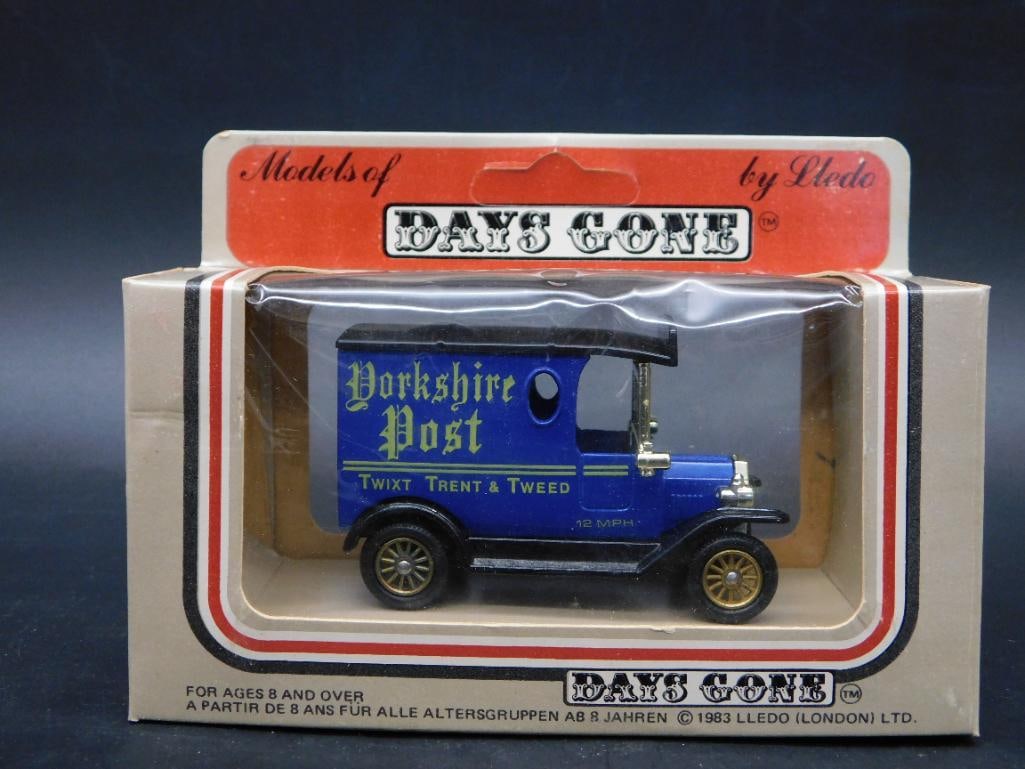 Models of by Lledo
DAYS GONE TM
Yorkshire
Post
TWIXT TRENT & TWEED
12 MPH
DAYS GONE TM
FOR AGES 8 AND OVER
A PARTIR DE 8 ANS FÜR ALLE ALTERSGRUPPEN AB 8 JAHREN © 1983 LLEDO (LONDON) LTD.